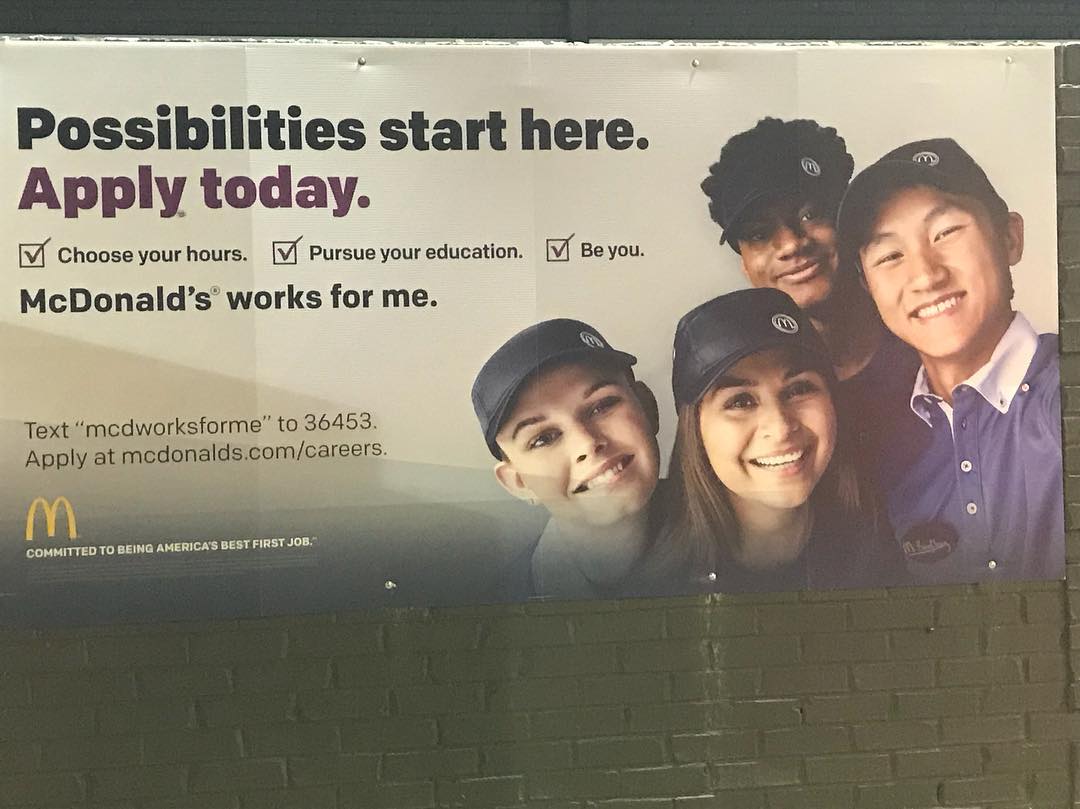 Possibilities start here.
Apply today.
Choose your hours. Pursue your education. Be you.
McDonald's® works for me.
Text “mcdworksforme” to 36453.
Apply at mcdonalds.com/careers.
COMMITTED TO BEING AMERICA'S BEST FIRST JOB.™